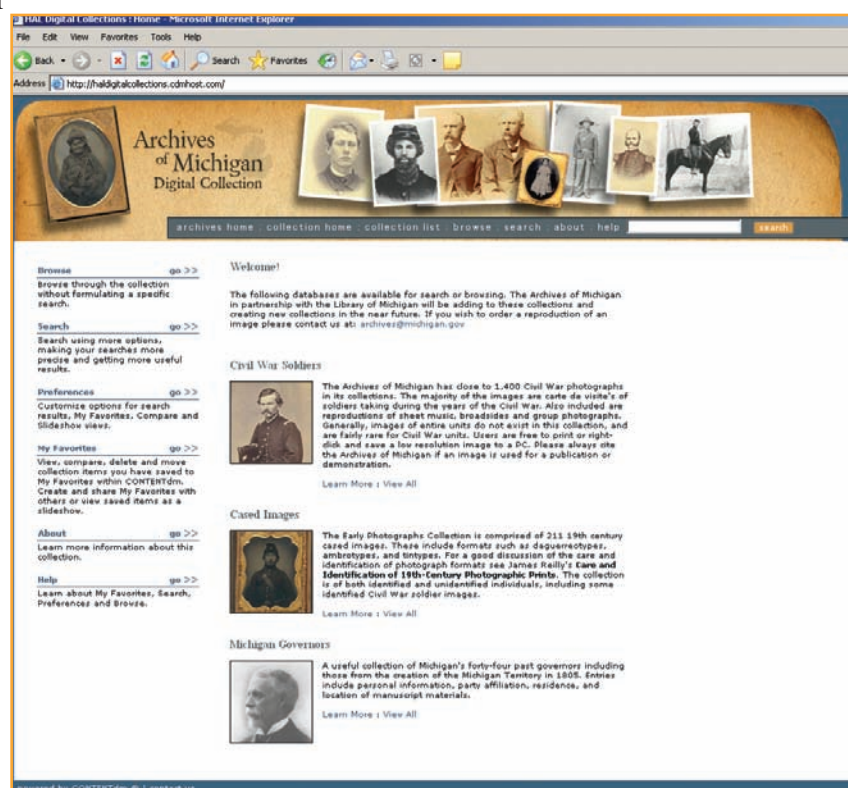 HAL Digital Collections : Home - Microsoft Internet Explorer
File Edit View Favorites Tools Help
Back Search Favorites
Address http://haldigitalcollections.cdmhost.com/
Archives
of Michigan
Digital Collection
archives home : collection home : collection list : browse : search : about : help search
Browse go >>
Browse through the collection
without formulating a specific
search.
Search go >>
Search using more options,
making your searches more
precise and getting more useful
results.
Preferences go >>
Customize options for search
results, My Favorites, Compare and
Slideshow views.
My Favorites go >>
View, compare, delete and move
collection items you have saved to
My Favorites within CONTENTdm.
Create and share My Favorites with
others or view saved items as a
slideshow.
About go >>
Learn more information about this
collection.
Help go >>
Learn about My Favorites, Search,
Preferences and Browse.
Welcome!
The following databases are available for search or browsing. The Archives of Michigan
in partnership with the Library of Michigan will be adding to these collections and
creating new collections in the near future. If you wish to order a reproduction of an
image please contact us at: archives@michigan.gov
Civil War Soldiers
The Archives of Michigan has close to 1,400 Civil War photographs
in its collections. The majority of the images are carte de visite's of
soldiers taking during the years of the Civil War. Also included are
reproductions of sheet music, broadsides and group photographs.
Generally, images of entire units do not exist in this collection, and
are fairly rare for Civil War units. Users are free to print or right-
click and save a low resolution image to a PC. Please always cite
the Archives of Michigan if an image is used for a publication or
demonstration.
Learn More : View All
Cased Images
The Early Photographs Collection is comprised of 211 19th century
cased images. These include formats such as daguerreotypes,
ambrotypes, and tintypes. For a good discussion of the care and
identification of photograph formats see James Reilly's Care and
Identification of 19th-Century Photographic Prints. The collection
is of both identified and unidentified individuals, including some
identified Civil War soldier images.
Learn More : View All
Michigan Governors
A useful collection of Michigan's forty-four past governors including
those from the creation of the Michigan Territory in 1805. Entries
include personal information, party affiliation, residence, and
location of manuscript materials.
Learn More : View All
powered by CONTENTdm ® | contact us